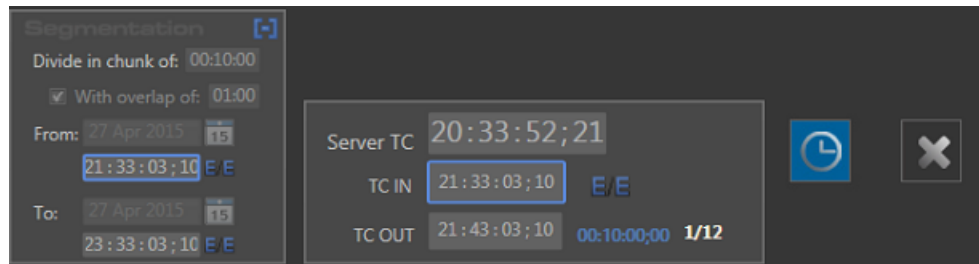 Segmentation [-]
Divide in chunk of: 00:10:00
With overlap of: 01:00
From: 27 Apr 2015 15
21:33:03;10 E/E
To: 27 Apr 2015 15
23:33:03;10 E/E
Server TC 20:33:52;21
TC IN 21:33:03;10 E/E
TC OUT 21:43:03;10 00:10:00;00 1/12